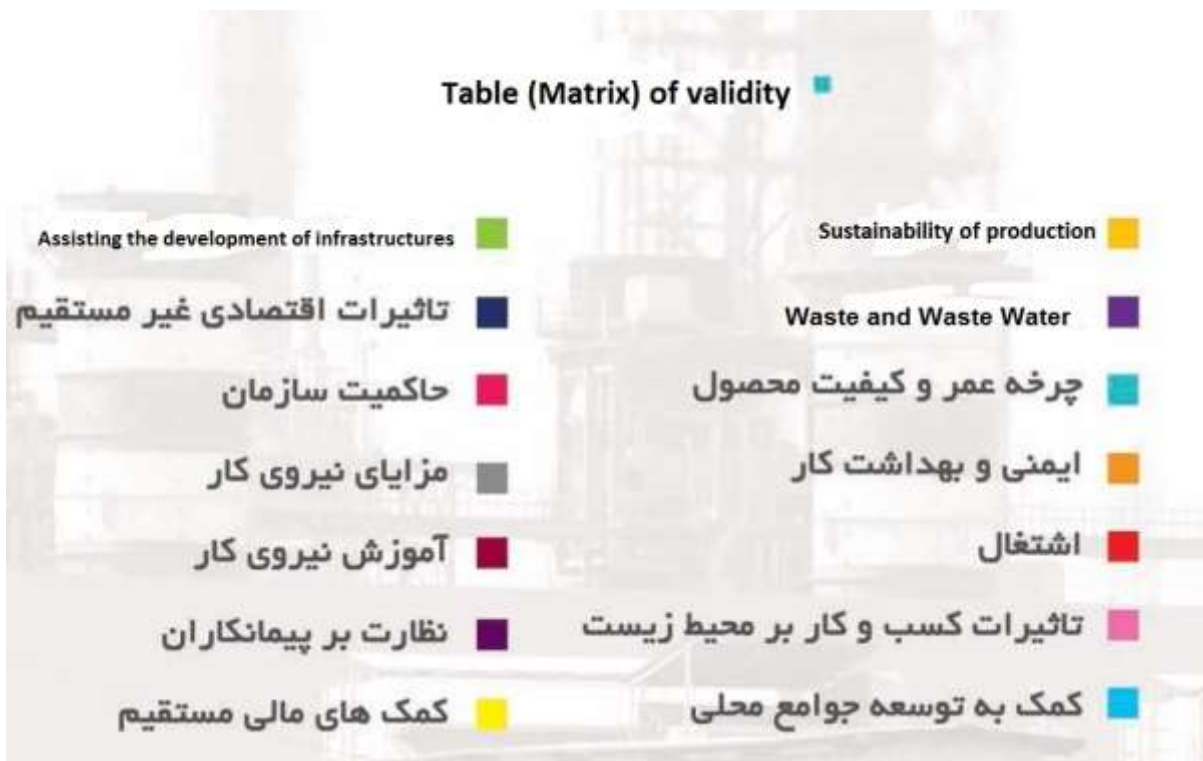 Table (Matrix) of validity
Sustainability of production
Waste and Waste Water
چرخه عمر و کیفیت محصول
ایمنی و بهداشت کار
اشتغال
تاثیرات کسب و کار بر محیط زیست
کمک به توسعه جوامع محلی
Assisting the development of infrastructures
تاثیرات اقتصادی غیر مستقیم
حاکمیت سازمان
مزایای نیروی کار
آموزش نیروی کار
نظارت بر پیمانکاران
کمک های مالی مستقیم